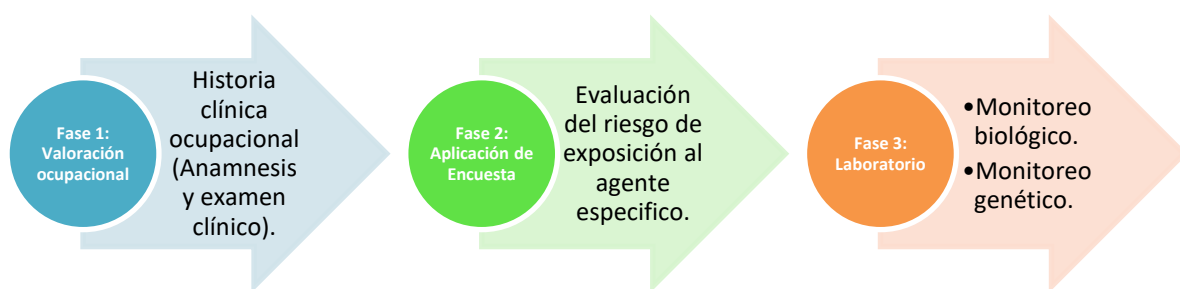 Fase 1:
Valoración
ocupacional
Historia
clínica
ocupacional
(Anamnesis
y examen
clínico).
Fase 2:
Aplicación de
Encuesta
Evaluación
del riesgo de
exposición al
agente
especifico.
Fase 3:
Laboratorio
•Monitoreo
biológico.
•Monitoreo
genético.